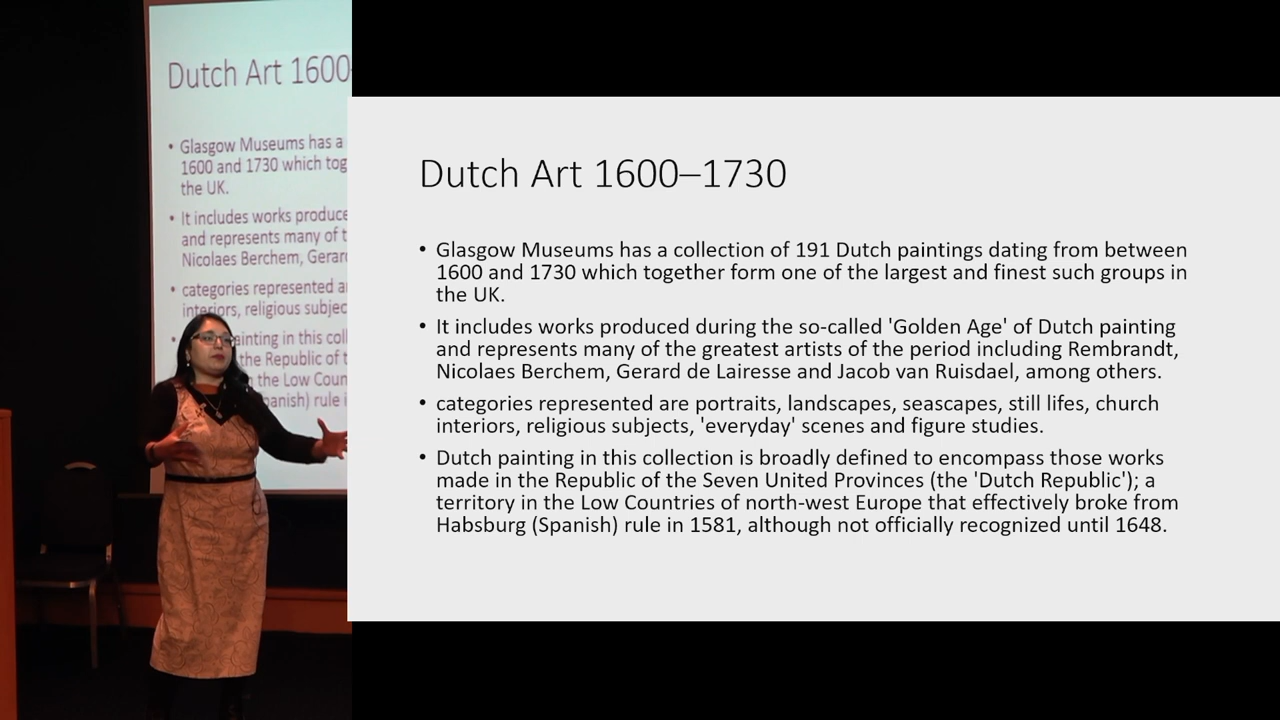 Dutch Art 1600
• Glasgow Museums has a
1600 and 1730 which tog
the UK.
• It includes works produce
and represents many of t
Nicolaes Berchem, Gerar
• categories represented a
interiors, religious subjec
• ainting in this coll
the Republic of t
the Low Coun
panish) rule i
Dutch Art 1600–1730
• Glasgow Museums has a collection of 191 Dutch paintings dating from between
1600 and 1730 which together form one of the largest and finest such groups in
the UK.
• It includes works produced during the so-called 'Golden Age' of Dutch painting
and represents many of the greatest artists of the period including Rembrandt,
Nicolaes Berchem, Gerard de Lairesse and Jacob van Ruisdael, among others.
• categories represented are portraits, landscapes, seascapes, still lifes, church
interiors, religious subjects, 'everyday' scenes and figure studies.
• Dutch painting in this collection is broadly defined to encompass those works
made in the Republic of the Seven United Provinces (the 'Dutch Republic'); a
territory in the Low Countries of north-west Europe that effectively broke from
Habsburg (Spanish) rule in 1581, although not officially recognized until 1648.